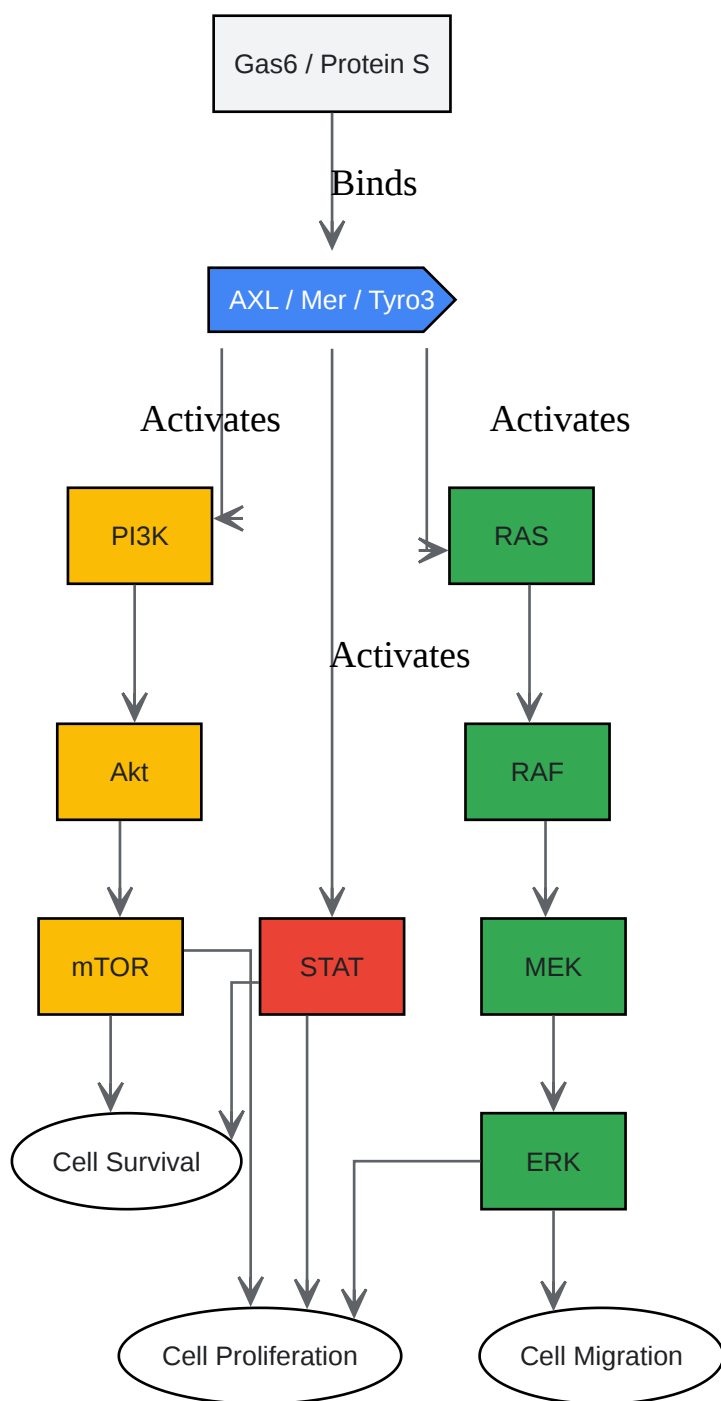 Gas6 / Protein S
Binds
AXL / Mer / Tyro3
Activates
Activates
PI3K
RAS
Activates
Akt
RAF
mTOR
STAT
MEK
Cell Survival
ERK
Cell Proliferation
Cell Migration